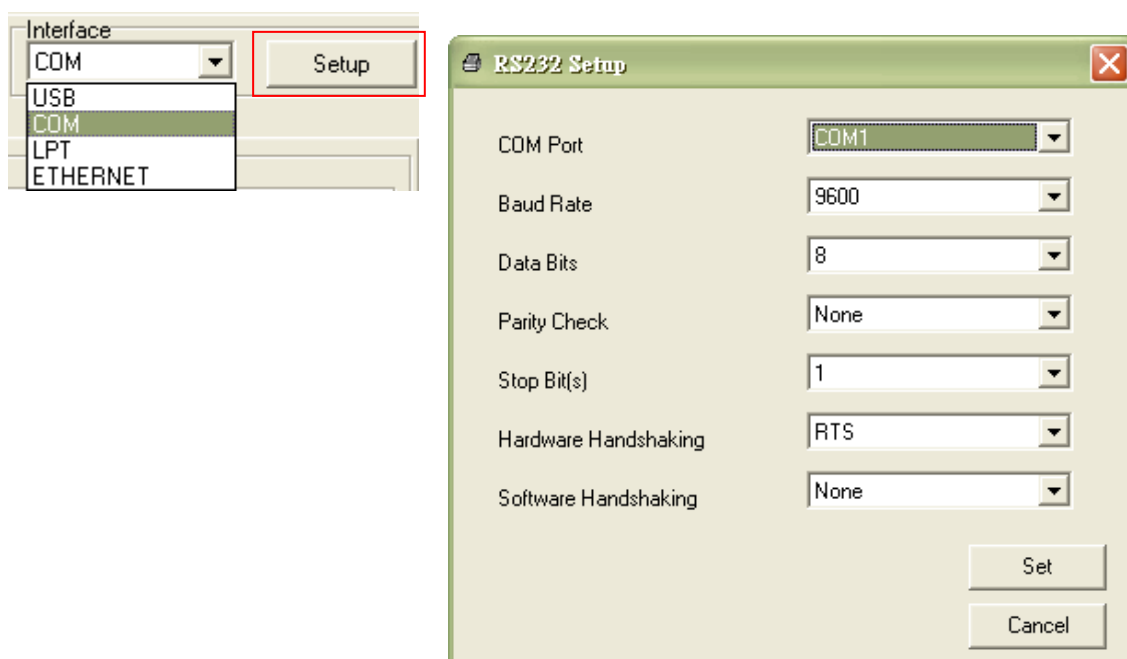 Interface
COM
Setup
USB
COM
LPT
ETHERNET
RS232 Setup
COM Port
COM1
Baud Rate
9600
Data Bits
8
Parity Check
None
Stop Bit(s)
1
Hardware Handshaking
RTS
Software Handshaking
None
Set
Cancel